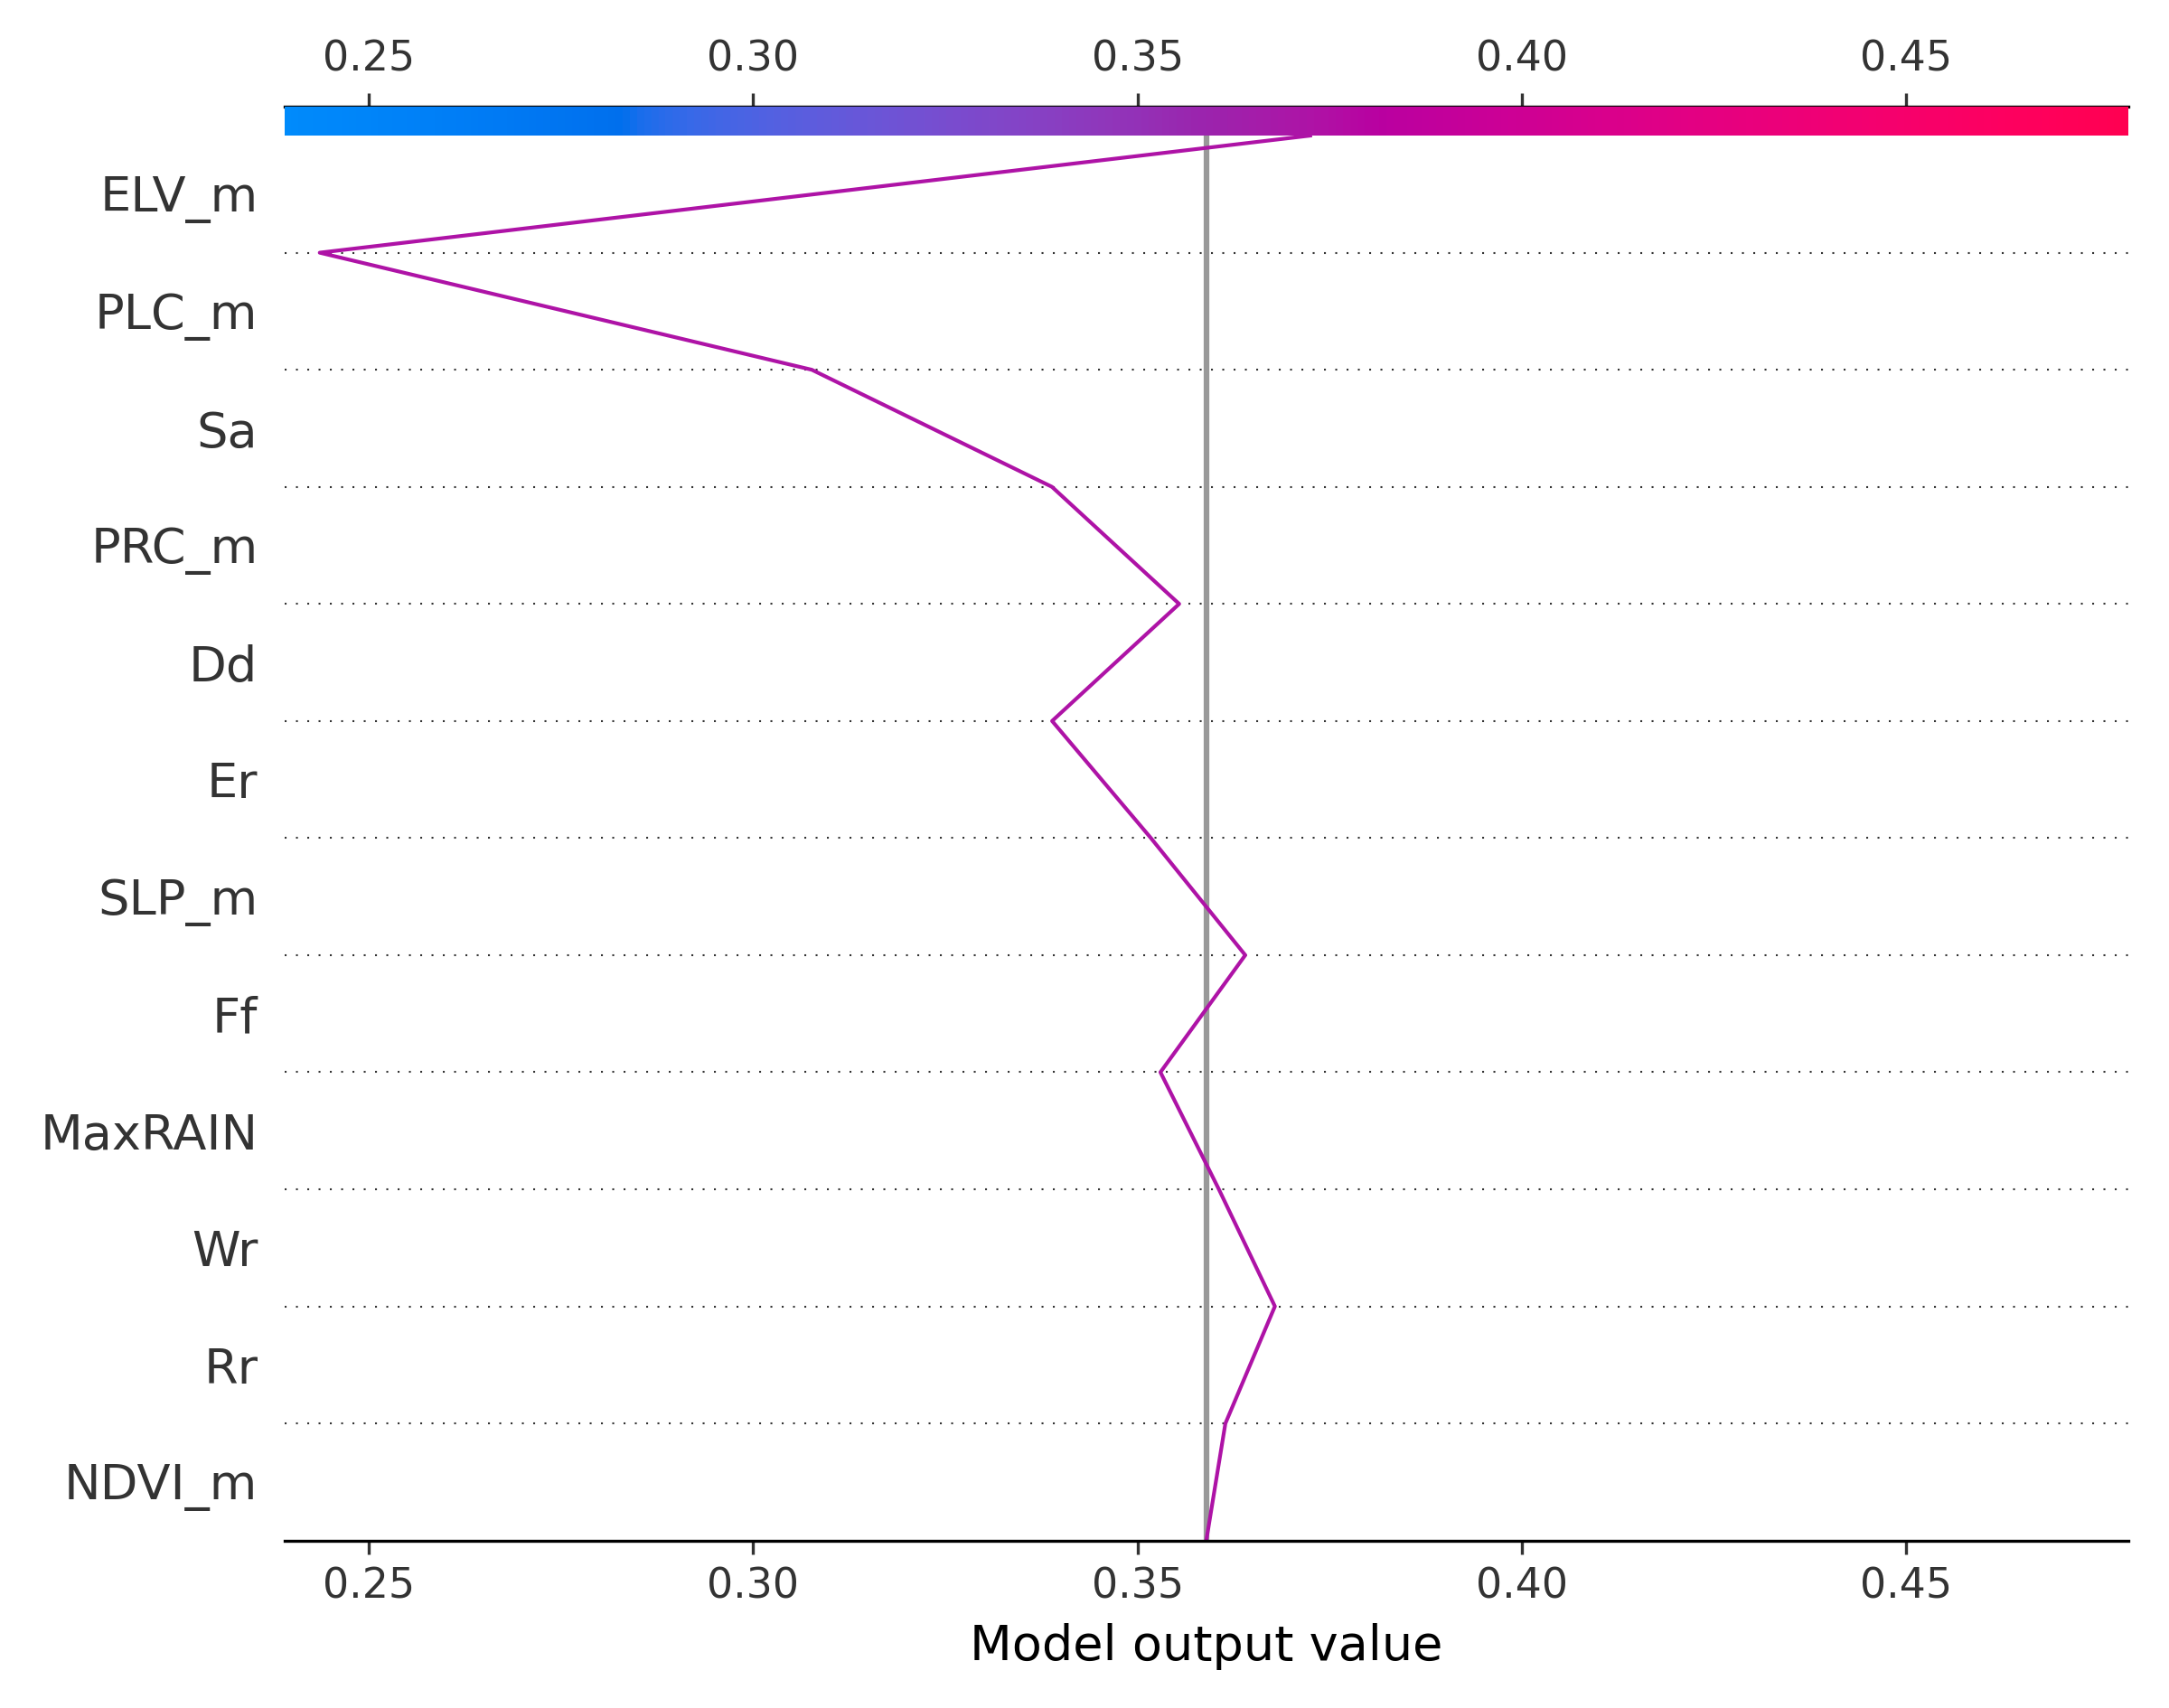 0.25 0.30 0.35 0.40 0.45
ELV_m
PLC_m
Sa
PRC_m
Dd
Er
SLP_m
Ff
MaxRAIN
Wr
Rr
NDVI_m
0.25 0.30 0.35 0.40 0.45
Model output value